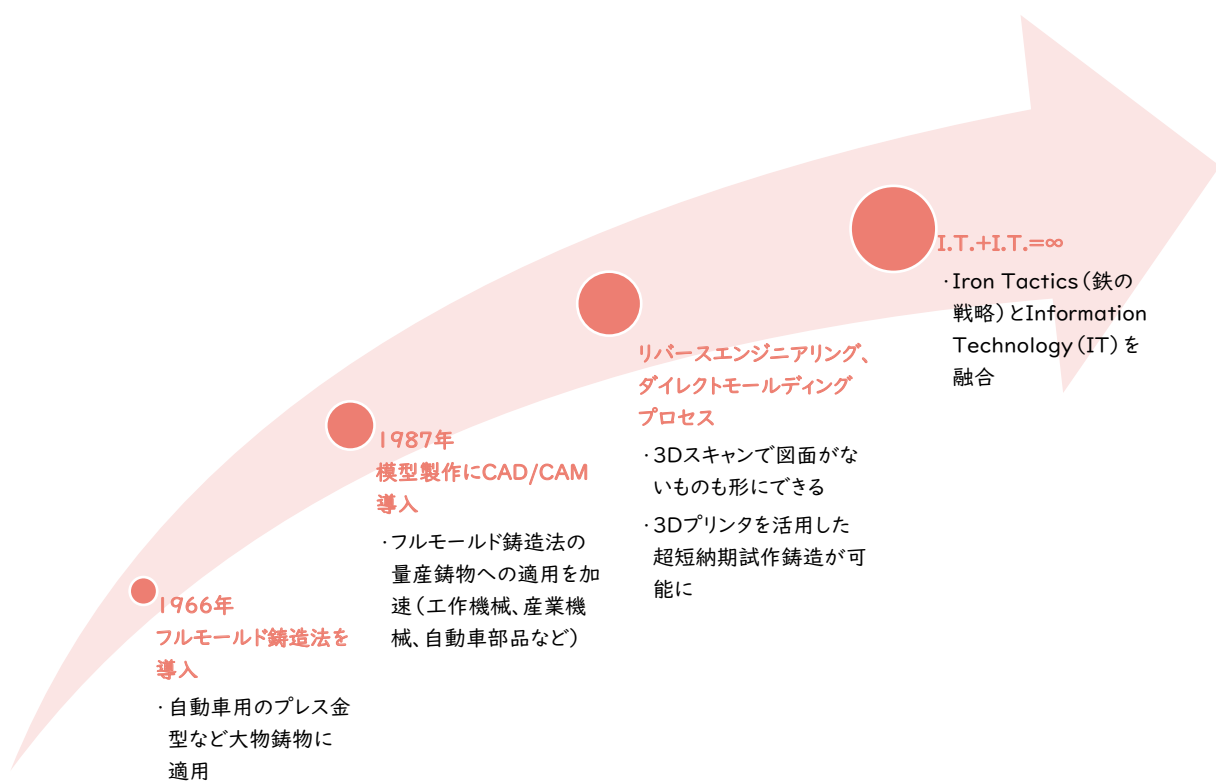 1966年
フルモールド鋳造法を
導入
・自動車用のプレス金
型など大物鋳物に
適用
1987年
模型製作にCAD/CAM
導入
・フルモールド鋳造法の
量産鋳物への適用を加
速(工作機械、産業機
械、自動車部品など)
リバースエンジニアリング、
ダイレクトモールディング
プロセス
・3Dスキャンで図面がな
いものも形にできる
・3Dプリンタを活用した
超短納期試作鋳造が可
能に
I.T.+I.T.=∞
・Iron Tactics(鉄の
戦略)とInformation
Technology(IT)を
融合